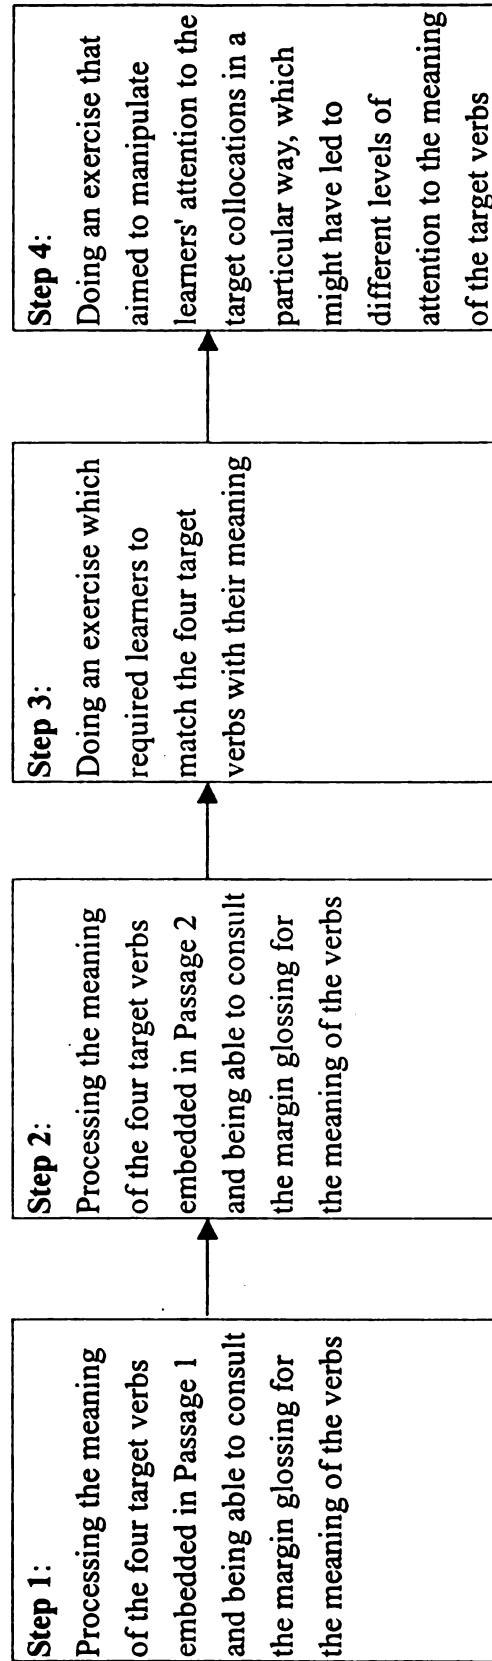 Step 1:
Processing the meaning
of the four target verbs
embedded in Passage 1
and being able to consult
the margin glossing for
the meaning of the verbs
Step 2:
Processing the meaning
of the four target verbs
embedded in Passage 2
and being able to consult
the margin glossing for
the meaning of the verbs
Step 3:
Doing an exercise which
required learners to
match the four target
verbs with their meaning
Step 4:
Doing an exercise that
aimed to manipulate
learners' attention to the
target collocations in a
particular way, which
might have led to
different levels of
attention to the meaning
of the target verbs